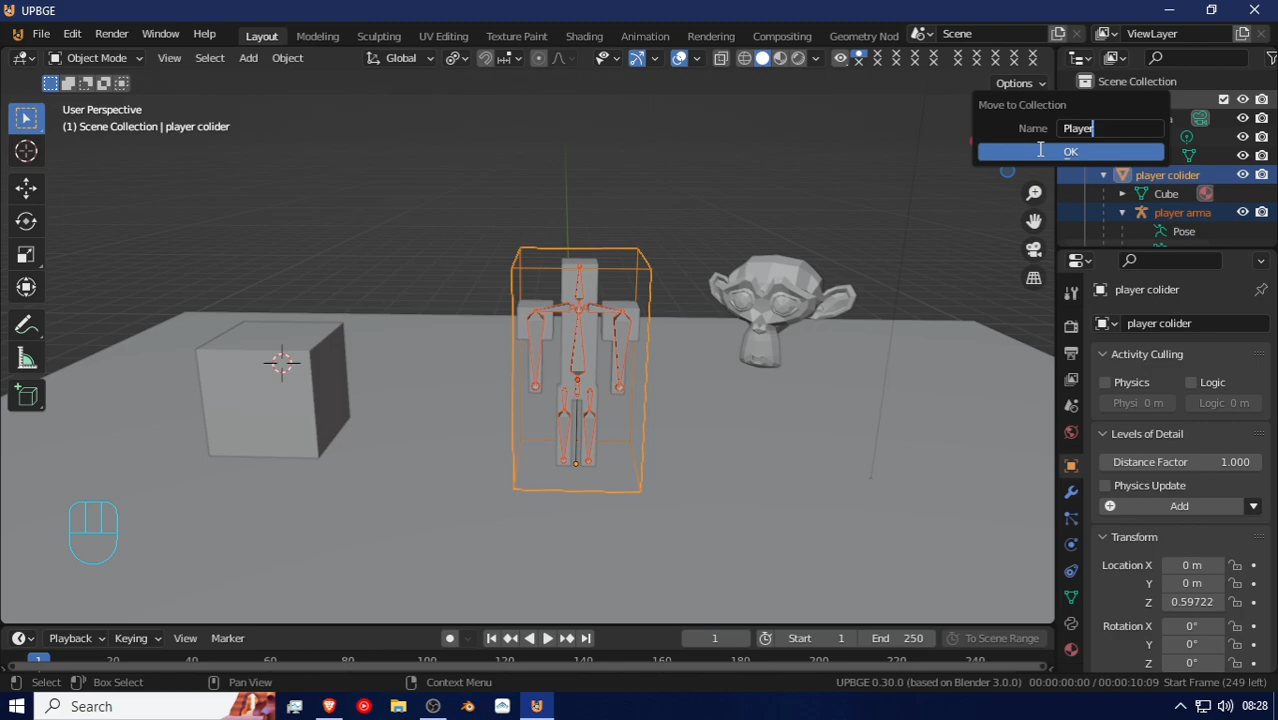 UPBGE
File Edit Render Window Help Layout Modeling Sculpting UV Editing Texture Paint Shading Animation Rendering Compositing Geometry Nod Scene ViewLayer
Object Mode View Select Add Object Global
Options
User Perspective
(1) Scene Collection | player colider
Scene Collection
Move to Collection
Name Player
OK
player colider
Cube
player arma
Pose
player colider
player colider
Activity Culling
Physics Logic
Physi 0 m Logic 0 m
Levels of Detail
Distance Factor 1.000
Physics Update
Add
Transform
Location X 0 m
Y 0 m
Z 0.59722
Rotation X 0°
Y 0°
Z 0°
Playback Keying View Marker 1 Start 1 End 250 To Scene Range
1 20 40 60 80 100 120 140 160 180 200 220 240
Select Box Select Pan View Context Menu UPBGE 0.30.0 (based on Blender 3.0.0) 00:00:00:00 / 00:00:10:09 Start Frame (249 left)
Search 08:28